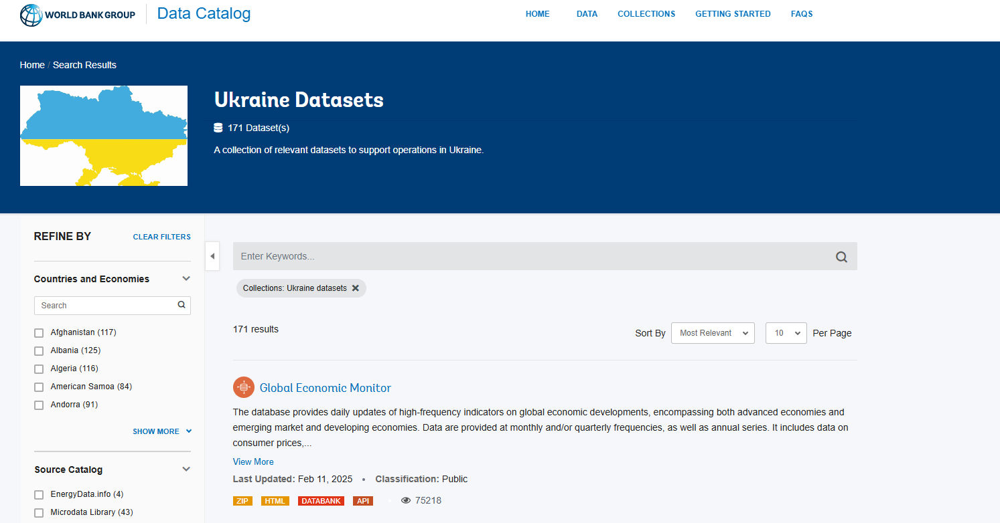 WORLD BANK GROUP
Data Catalog
HOME DATA COLLECTIONS GETTING STARTED FAQS
Home / Search Results
Ukraine Datasets
171 Dataset(s)
A collection of relevant datasets to support operations in Ukraine.
REFINE BY CLEAR FILTERS
Countries and Economies
Search
Afghanistan (117)
Albania (125)
Algeria (116)
American Samoa (84)
Andorra (91)
SHOW MORE
Source Catalog
EnergyData.info (4)
Microdata Library (43)
Enter Keywords...
Collections: Ukraine datasets
171 results
Sort By Most Relevant 10 Per Page
Global Economic Monitor
The database provides daily updates of high-frequency indicators on global economic developments, encompassing both advanced economies and
emerging market and developing economies. Data are provided at monthly and/or quarterly frequencies, as well as annual series. It includes data on
consumer prices,...
View More
Last Updated: Feb 11, 2025 • Classification: Public
ZIP HTML DATABANK API 75218